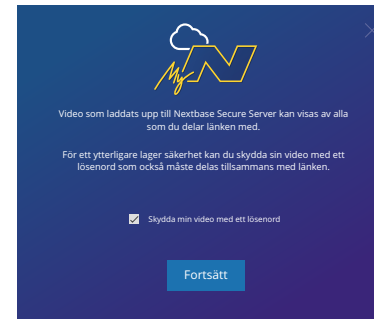 My N
Video som laddats upp till Nextbase Secure Server kan visas av alla
som du delar länken med.
För ett ytterligare lager säkerhet kan du skydda sin video med ett
lösenord som också måste delas tillsammans med länken.
Skydda min video med ett lösenord
Fortsätt